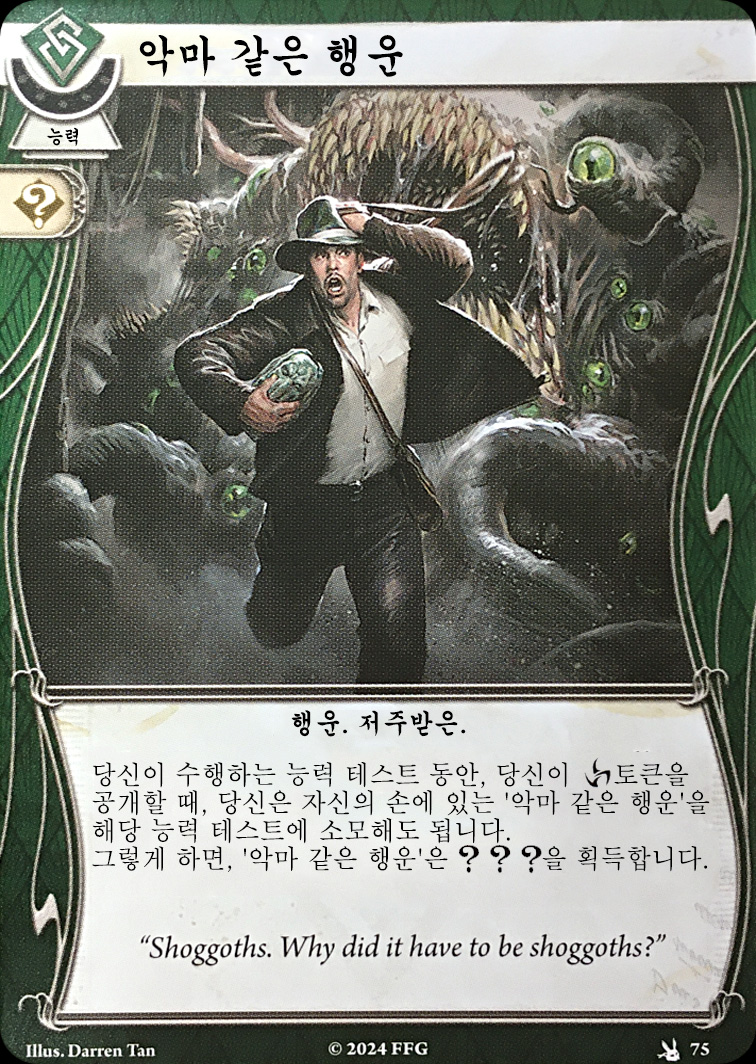 악마 같은 행운
능력
?
행운. 저주받은.
당신이 수행하는 능력 테스트 동안, 당신이 토큰을
공개할 때, 당신은 자신의 손에 있는 '악마 같은 행운'을
해당 능력 테스트에 소모해도 됩니다.
그렇게 하면, '악마 같은 행운'은 ? ? ?을 획득합니다.
“Shoggoths. Why did it have to be shoggoths?”
Illus. Darren Tan
© 2024 FFG
75